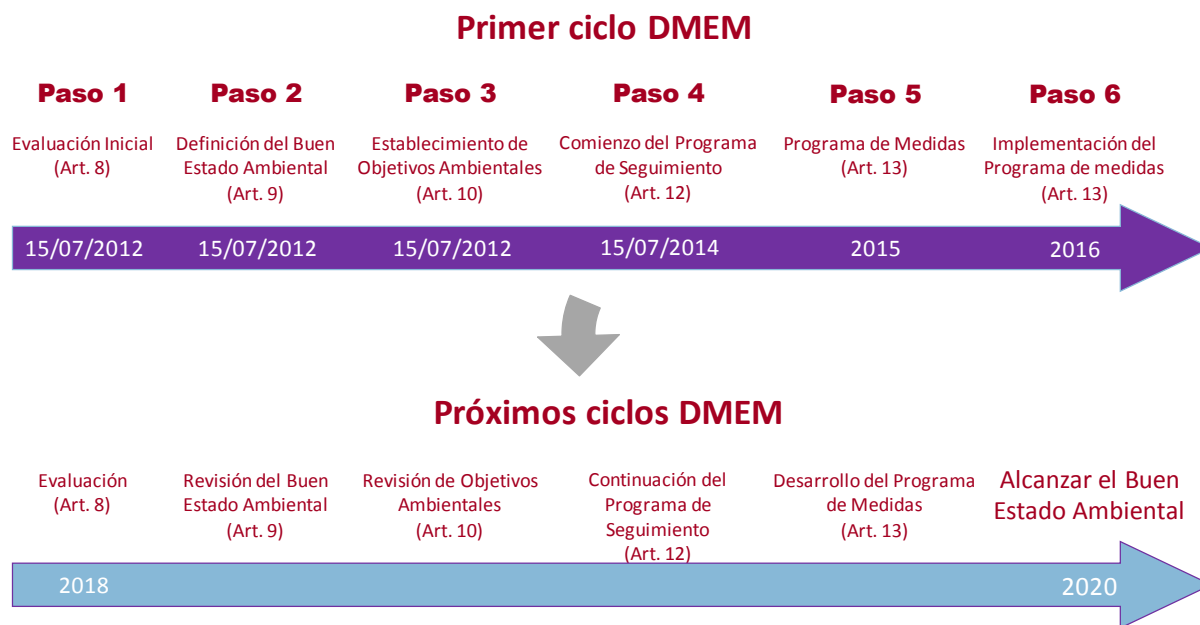 Primer ciclo DMEM
Paso 1
Paso 2
Paso 3
Paso 4
Paso 5
Paso 6
Evaluación Inicial
(Art. 8)
Definición del Buen
Estado Ambiental
(Art. 9)
Establecimiento de
Objetivos Ambientales
(Art. 10)
Comienzo del Programa
de Seguimiento
(Art. 12)
Programa de Medidas
(Art. 13)
Implementación del
Programa de medidas
(Art. 13)
15/07/2012
15/07/2012
15/07/2012
15/07/2014
2015
2016
Próximos ciclos DMEM
Evaluación
(Art. 8)
Revisión del Buen
Estado Ambiental
(Art. 9)
Revisión de Objetivos
Ambientales
(Art. 10)
Continuación del
Programa de
Seguimiento
(Art. 12)
Desarrollo del Programa
de Medidas
(Art. 13)
Alcanzar el Buen
Estado Ambiental
2018
2020